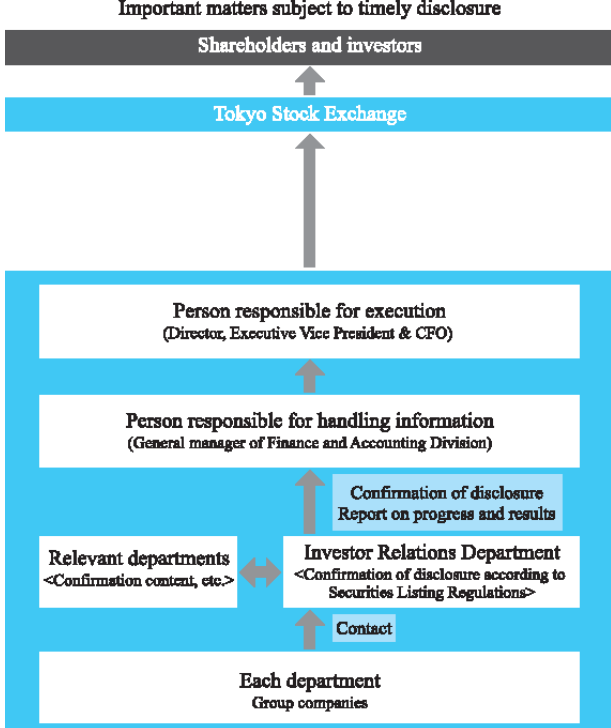 Important matters subject to timely disclosure
Shareholders and investors
Tokyo Stock Exchange
Person responsible for execution
(Director, Executive Vice President & CFO)
Person responsible for handling information
(General manager of Finance and Accounting Division)
Confirmation of disclosure
Report on progress and results
Relevant departments
<Confirmation content, etc.>
Investor Relations Department
<Confirmation of disclosure according to
Securities Listing Regulations>
Contact
Each department
Group companies